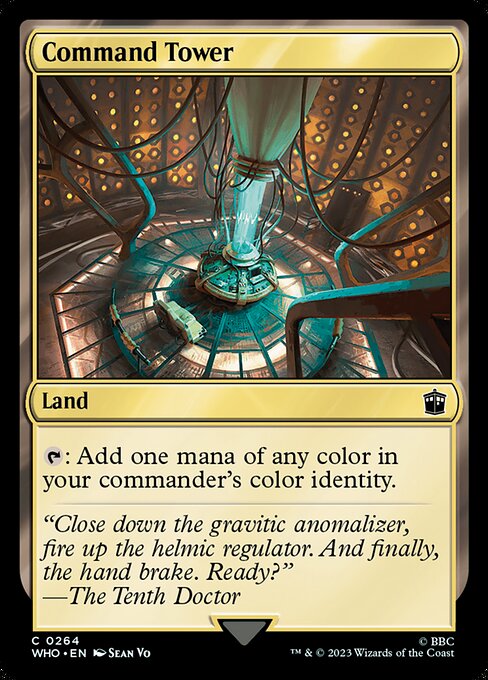 Command Tower
Land
: Add one mana of any color in
your commander's color identity.
“Close down the gravitic anomalizer,
fire up the helmic regulator. And finally,
the hand brake. Ready?”
—The Tenth Doctor
C 0264
WHO • EN Sean Vo
© BBC
™ & © 2023 Wizards of the Coast